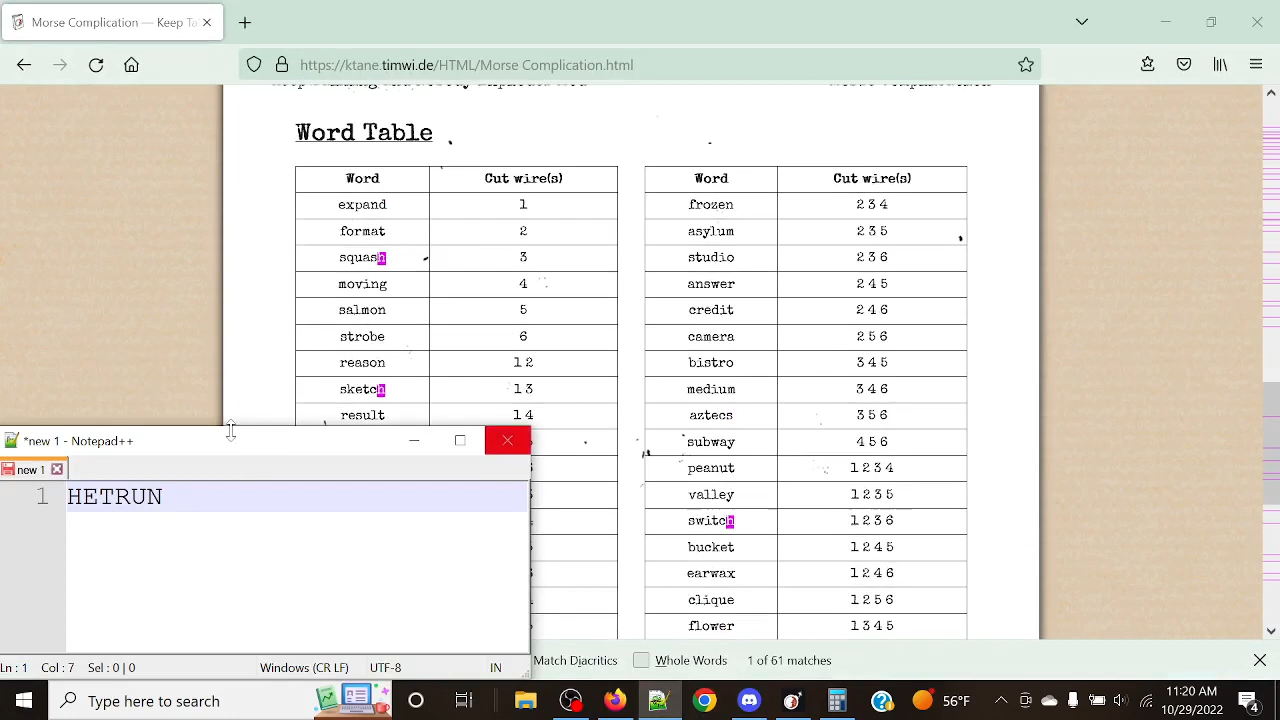 Morse Complication — Keep Ta
https://ktane.timwi.de/HTML/Morse Complication.html
Word Table
Word Cut wire(s)
expand 1
format 2
squash 3
moving 4
salmon 5
strobe 6
reason 1 2
sketch 1 3
result 1 4
Word Cut wire(s)
frozen 2 3 4
asylum 2 3 5
studio 2 3 6
answer 2 4 5
credit 2 4 6
camera 2 5 6
bistro 3 4 5
medium 3 4 6
aztecs 3 5 6
subway 4 5 6
peanut 1 2 3 4
valley 1 2 3 5
switch 1 2 3 6
bucket 1 2 4 5
earwax 1 2 4 6
clique 1 2 5 6
flower 1 3 4 5
*new 1 - Notepad++
new 1
1 HETRUN
Ln : 1 Col : 7 Sel : 0 | 0 Windows (CR LF) UTF-8 IN
Match Diacritics Whole Words 1 of 61 matches
Type here to search
56°F
11:20 AM
10/29/2022
4